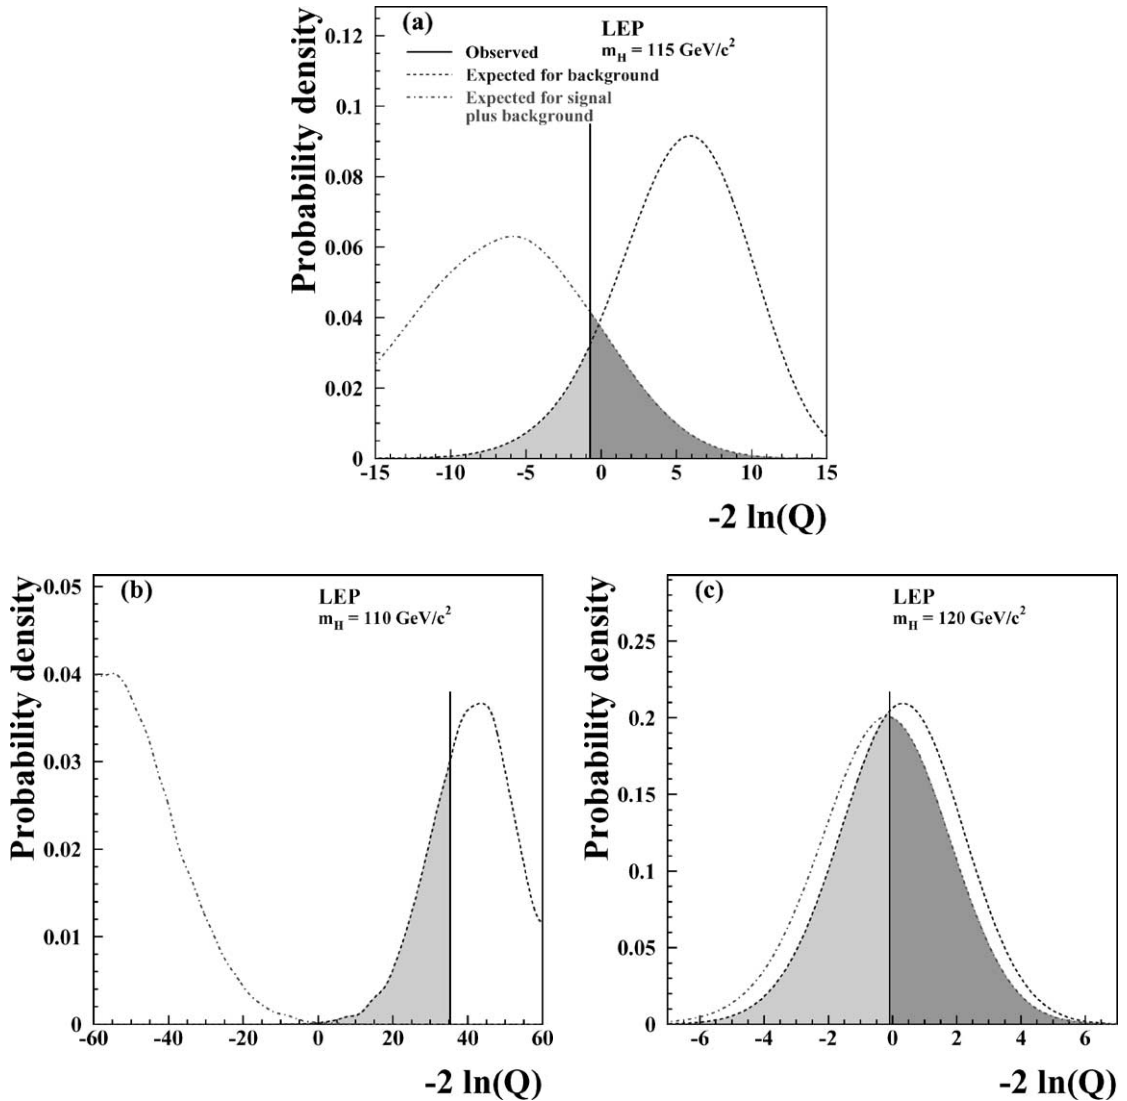 (a)
LEP
m_H = 115 GeV/c²
Observed
Expected for background
Expected for signal
plus background
Probability density
0.12
0.1
0.08
0.06
0.04
0.02
0
-15 -10 -5 0 5 10 15
-2 ln(Q)
(b)
LEP
m_H = 110 GeV/c²
Probability density
0.05
0.04
0.03
0.02
0.01
0
-60 -40 -20 0 20 40 60
-2 ln(Q)
(c)
LEP
m_H = 120 GeV/c²
Probability density
0.25
0.2
0.15
0.1
0.05
0
-6 -4 -2 0 2 4 6
-2 ln(Q)